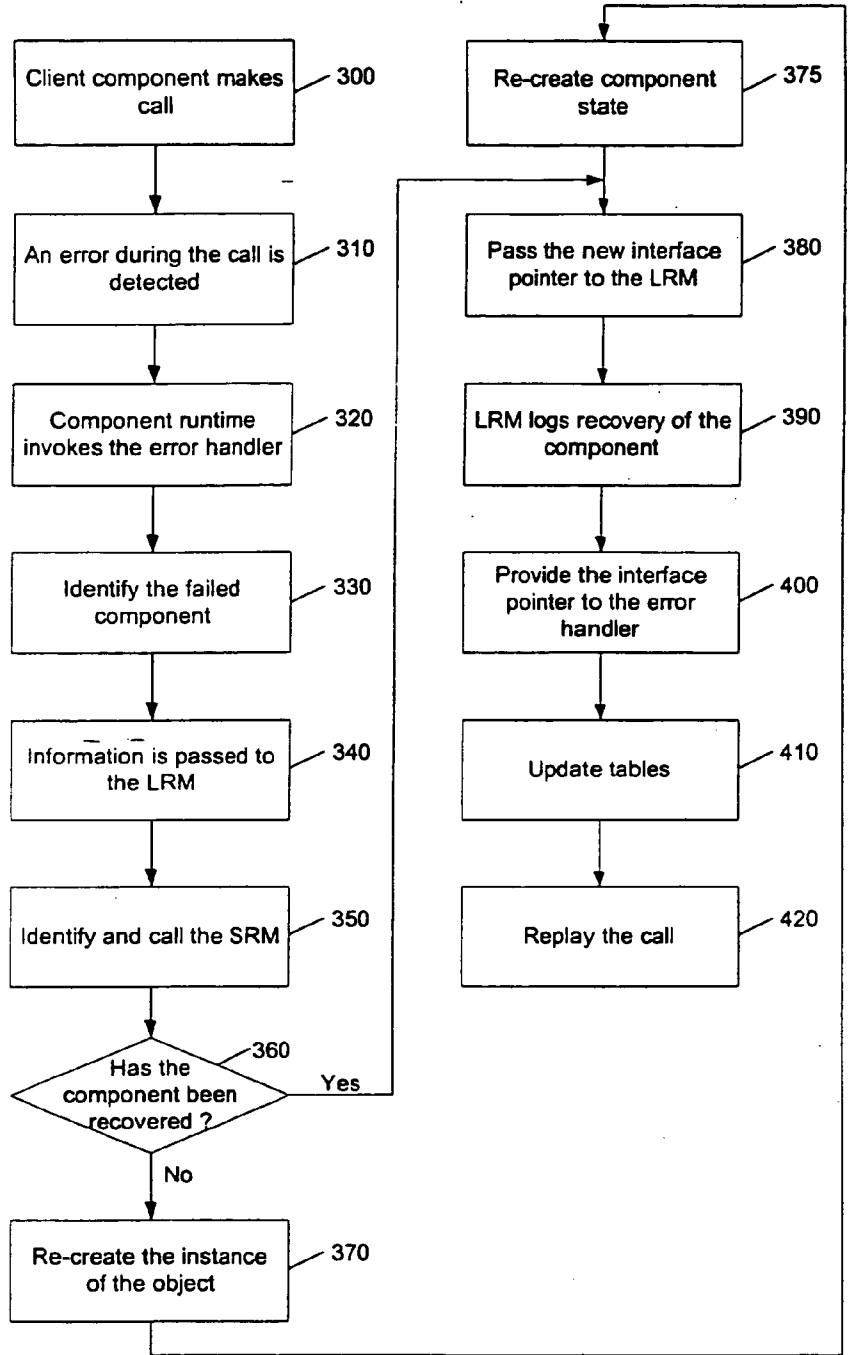 Client component makes
call
300
An error during the call is
detected
310
Component runtime
invokes the error handler
320
Identify the failed
component
330
Information is passed to
the LRM
340
Identify and call the SRM
350
Has the
component been
recovered ?
360
Yes
No
Re-create the instance
of the object
370
Re-create component
state
375
Pass the new interface
pointer to the LRM
380
LRM logs recovery of the
component
390
Provide the interface
pointer to the error
handler
400
Update tables
410
Replay the call
420